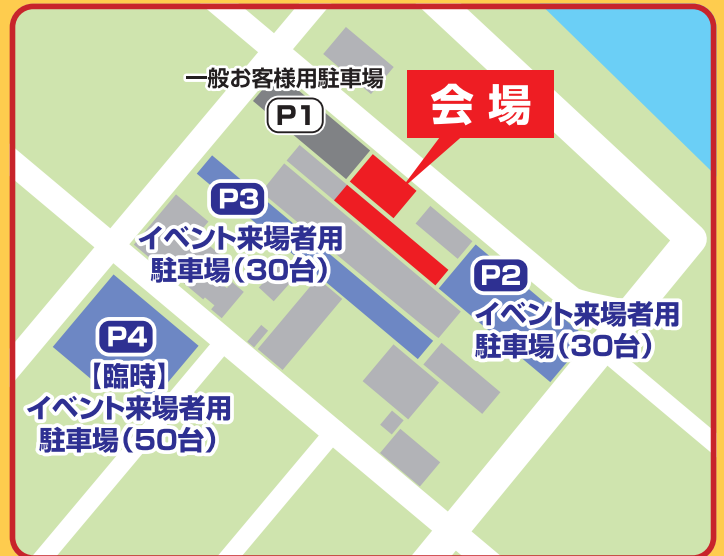 一般お客様用駐車場
P1
会場
P3
イベント来場者用
駐車場(30台)
P2
イベント来場者用
駐車場(30台)
P4
【臨時】
イベント来場者用
駐車場(50台)